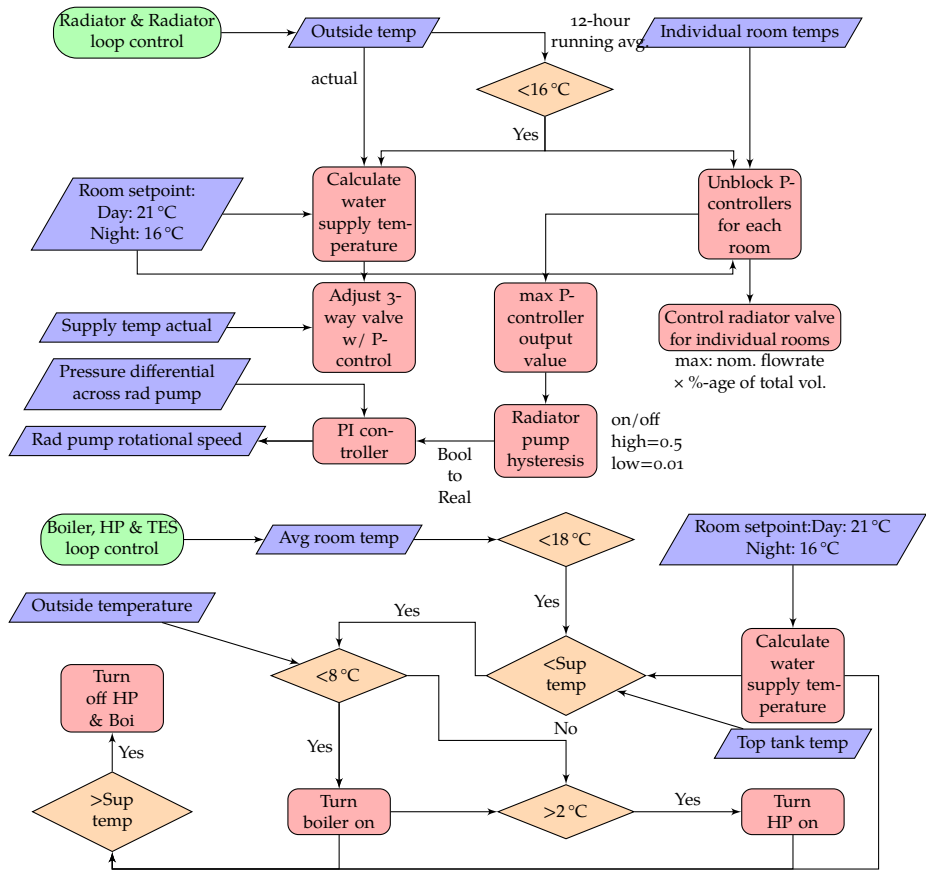 Radiator & Radiator
loop control
Outside temp
12-hour
running avg.
Individual room temps
actual
<16 °C
Yes
Room setpoint:
Day: 21 °C
Night: 16 °C
Calculate
water
supply tem-
perature
Unblock P-
controllers
for each
room
Supply temp actual
Adjust 3-
way valve
w/ P-
control
max P-
controller
output
value
Control radiator valve
for individual rooms
max: nom. flowrate
× %-age of total vol.
Pressure differential
across rad pump
Rad pump rotational speed
PI con-
troller
Bool
to
Real
Radiator
pump
hysteresis
on/off
high=0.5
low=0.01
Boiler, HP & TES
loop control
Avg room temp
<18 °C
Room setpoint:Day: 21 °C
Night: 16 °C
Outside temperature
Yes
Yes
<8 °C
<Sup
temp
Calculate
water
supply tem-
perature
Turn
off HP
& Boi
No
Top tank temp
Yes
Yes
>Sup
temp
Turn
boiler on
>2 °C
Yes
Turn
HP on